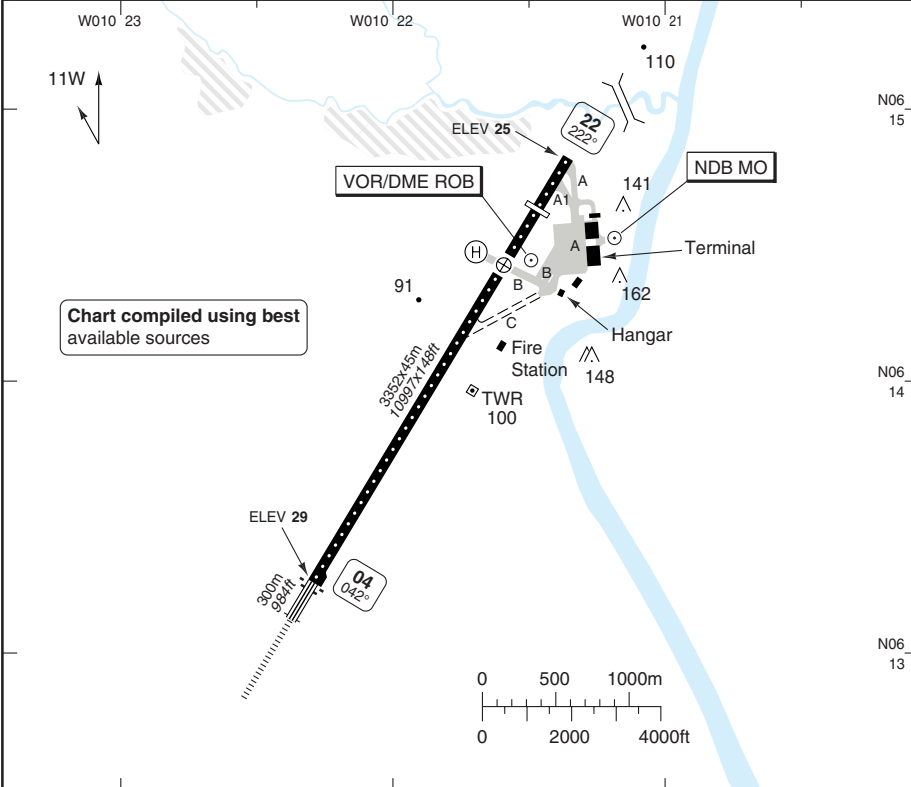 W010 22
W010 23
W010 21
11W
110
N06
15
ELEV 25
22
222°
VOR/DME ROB
NDB MO
A
141
A1
A
Terminal
H
B
B
91
162
Chart compiled using best
available sources
C
Hangar
Fire
Station
148
3352x45m
10997x148ft
N06
14
TWR
100
ELEV 29
04
042°
300m
984ft
N06
13
0 500 1000m
0 2000 4000ft